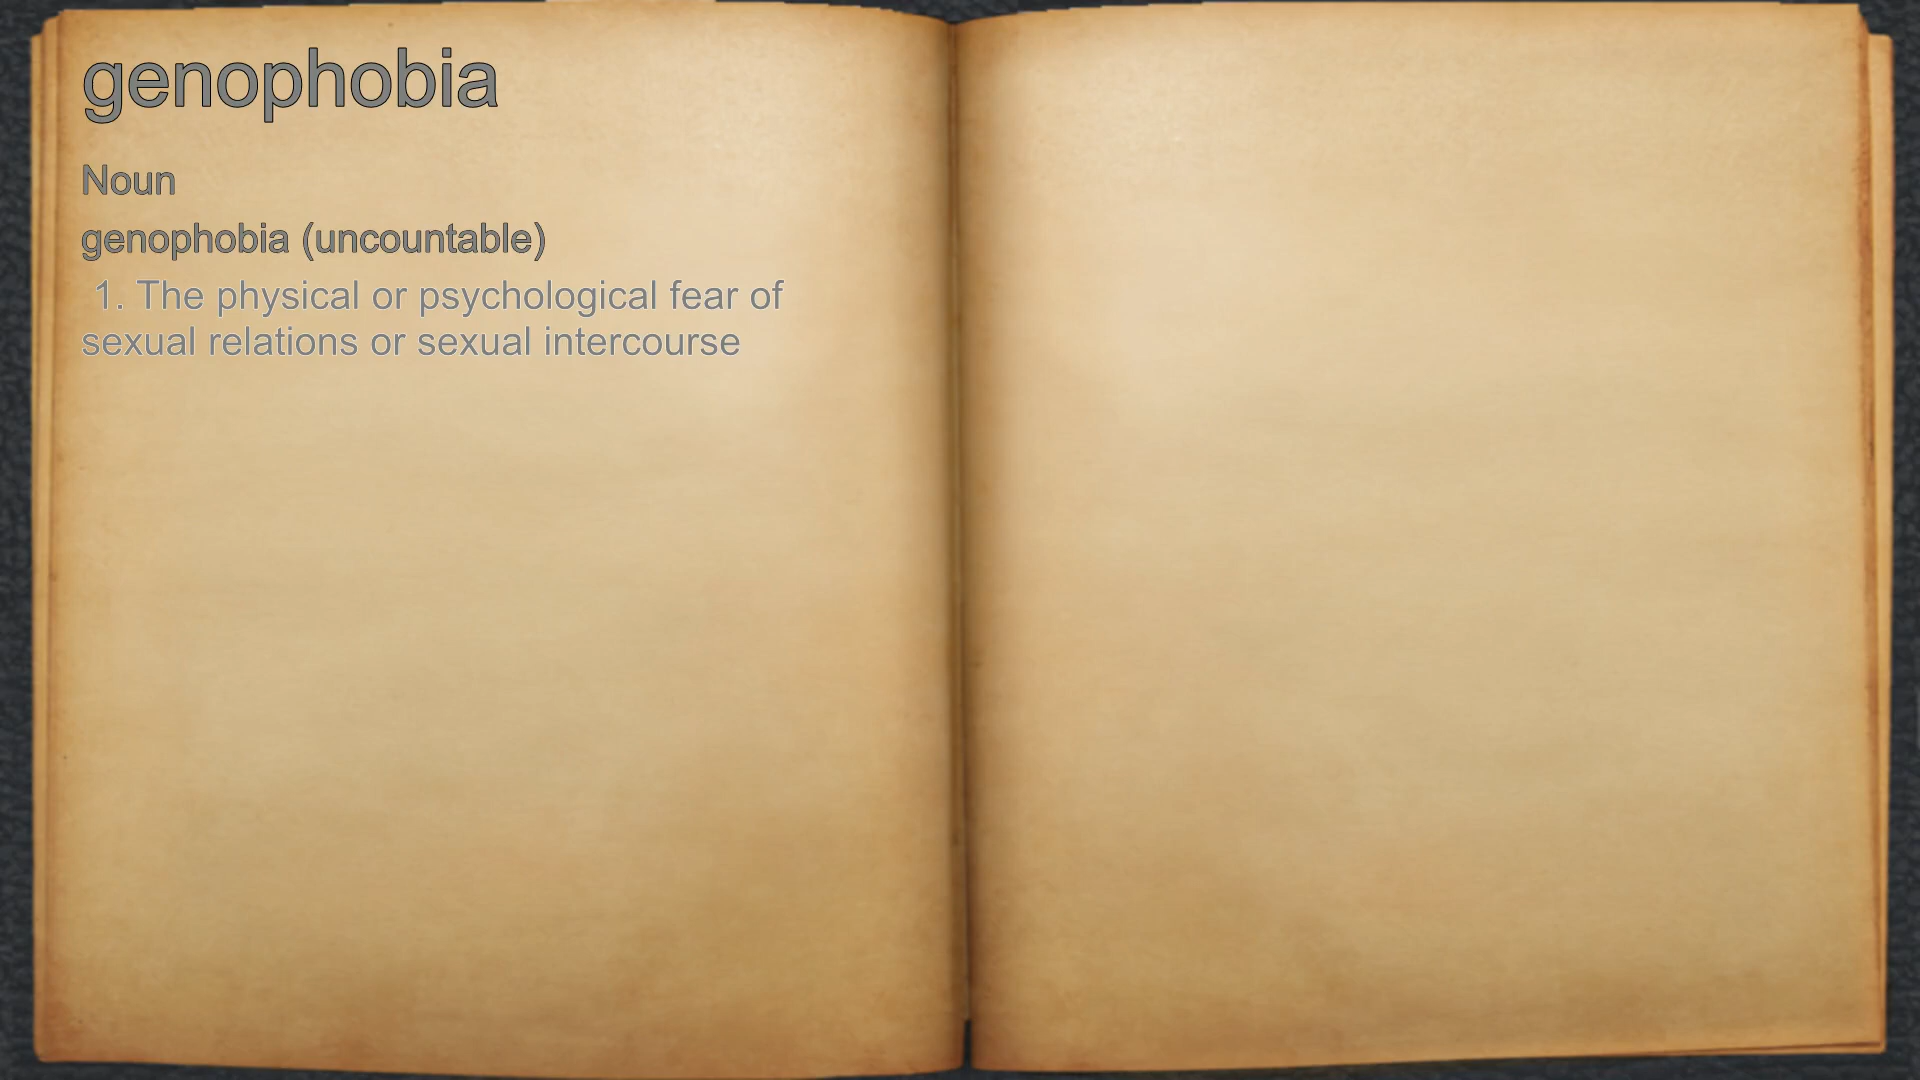 genophobia
Noun
genophobia (uncountable)
1. The physical or psychological fear of
sexual relations or sexual intercourse